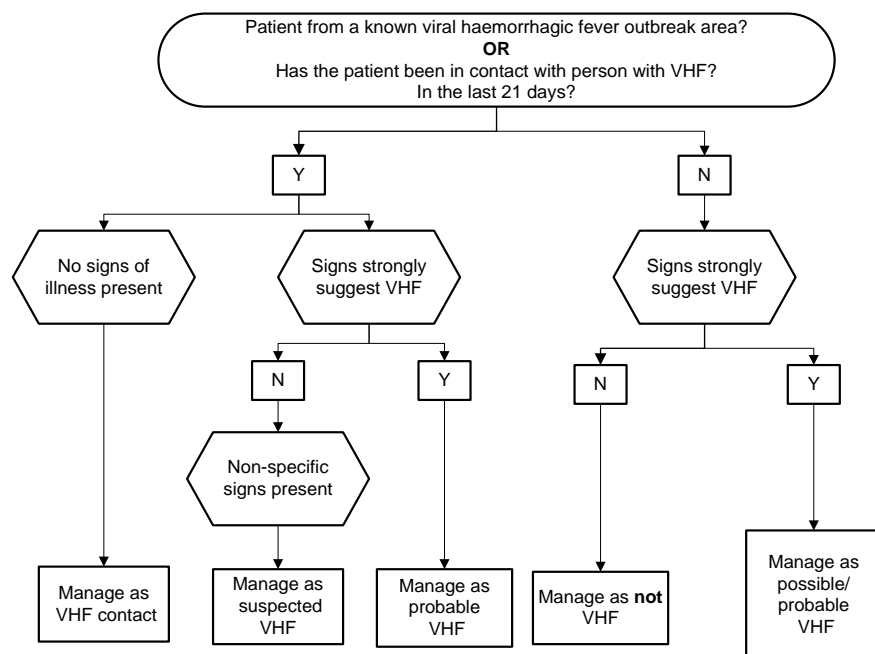 Patient from a known viral haemorrhagic fever outbreak area?
OR
Has the patient been in contact with person with VHF?
In the last 21 days?
Y
N
No signs of
illness present
Signs strongly
suggest VHF
Signs strongly
suggest VHF
N
Y
N
Y
Non-specific
signs present
Manage as
VHF contact
Manage as
suspected
VHF
Manage as
probable
VHF
Manage as not
VHF
Manage as
possible/
probable
VHF